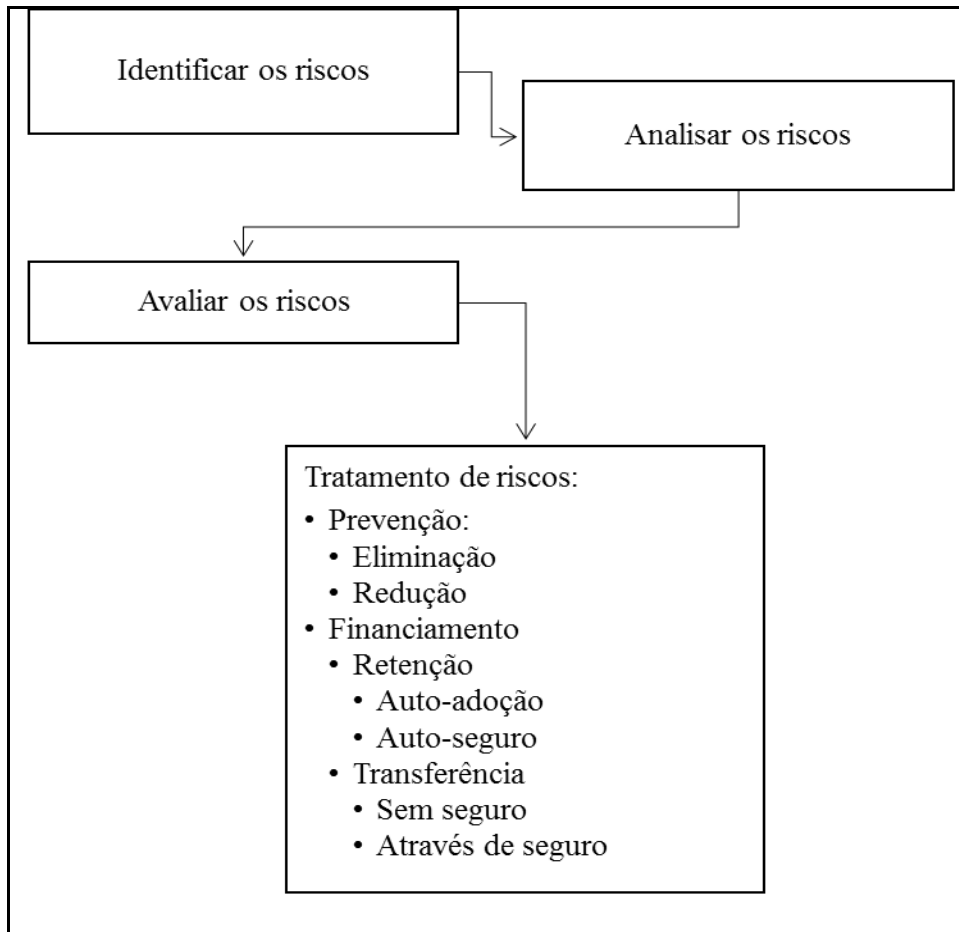 Identificar os riscos
Analisar os riscos
Avaliar os riscos
Tratamento de riscos:
• Prevenção:
• Eliminação
• Redução
• Financiamento
• Retenção
• Auto-adoção
• Auto-seguro
• Transferência
• Sem seguro
• Através de seguro